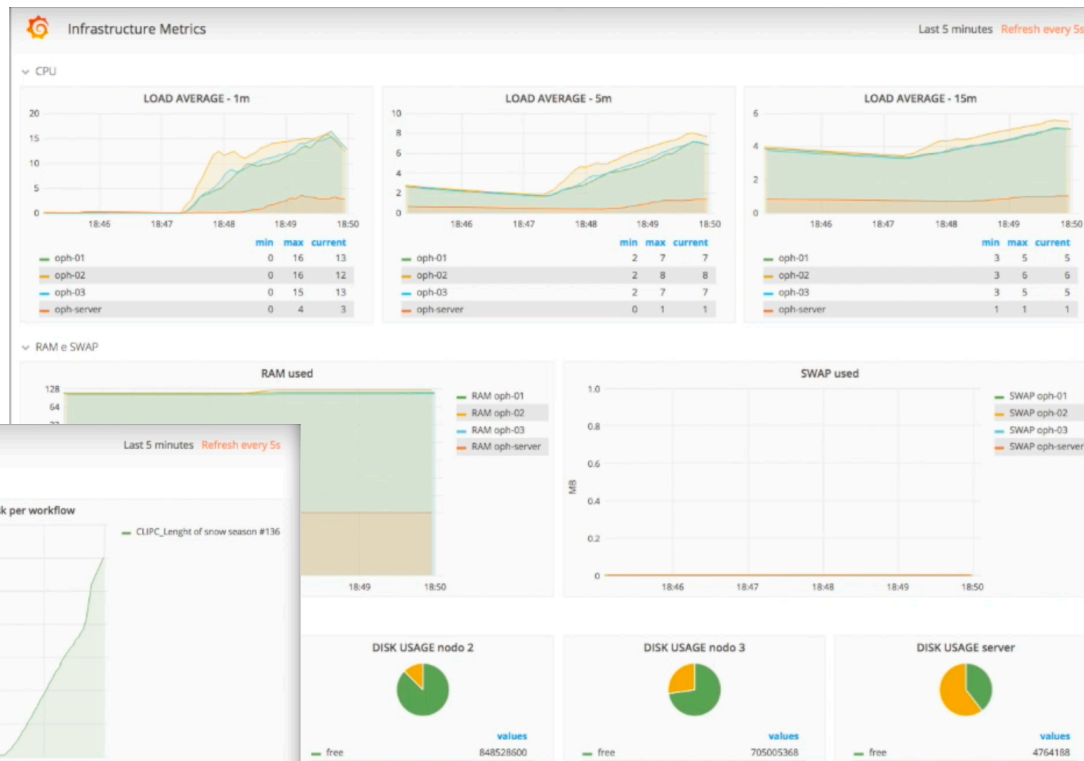 Infrastructure Metrics
Last 5 minutes Refresh every 5s
CPU
LOAD AVERAGE - 1m
20
15
10
5
0
18:46 18:47 18:48 18:49 18:50
min max current
oph-01 0 16 13
oph-02 0 16 12
oph-03 0 15 13
oph-server 0 4 3
LOAD AVERAGE - 5m
10
8
6
4
2
0
18:46 18:47 18:48 18:49 18:50
min max current
oph-01 2 7 7
oph-02 2 8 8
oph-03 2 7 7
oph-server 0 1 1
LOAD AVERAGE - 15m
6
4
2
0
18:46 18:47 18:48 18:49 18:50
min max current
oph-01 3 5 5
oph-02 3 6 6
oph-03 3 5 5
oph-server 1 1 1
RAM e SWAP
RAM used
128
64
18:49 18:50
RAM oph-01
RAM oph-02
RAM oph-03
RAM oph-server
SWAP used
MB
1.0
0.8
0.6
0.4
0.2
0
18:46 18:47 18:48 18:49 18:50
SWAP oph-01
SWAP oph-02
SWAP oph-03
SWAP oph-server
Last 5 minutes Refresh every 5s
sk per workflow
CLIPC_Lenght of snow season #136
DISK USAGE nodo 2
values
free 848528600
DISK USAGE nodo 3
values
free 705005368
DISK USAGE server
values
free 4764188